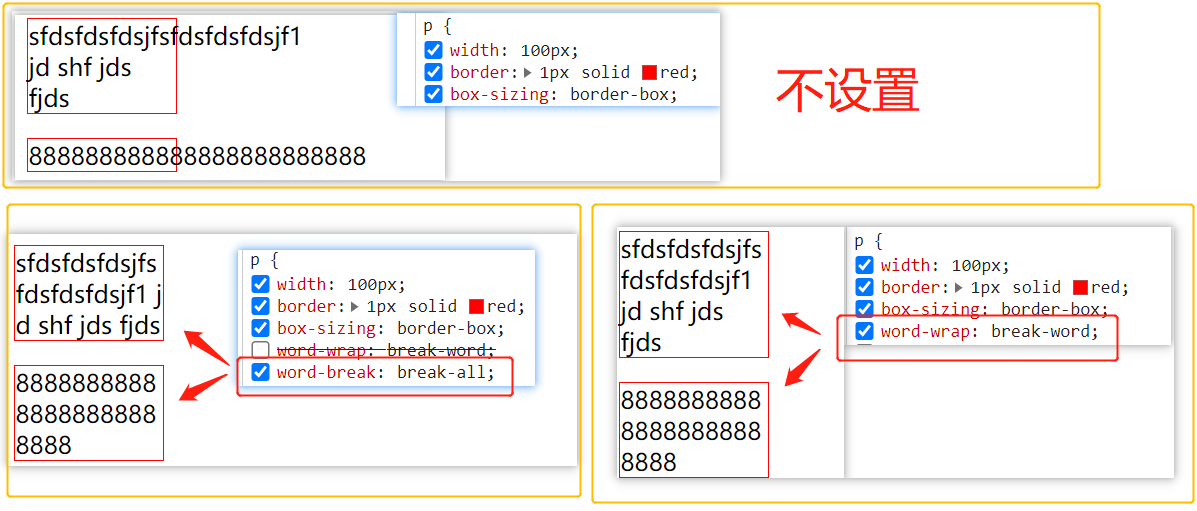 sfdsfdsfdsjfsfdsfdsfdsjf1
jd shf jds
fjds
888888888888888888888888
p {
width: 100px;
border: 1px solid red;
box-sizing: border-box;
不设置
sfdsfdsfdsjfs
fdsfdsfdsjf1 j
d shf jds fjds
8888888888
8888888888
8888
p {
width: 100px;
border: 1px solid red;
box-sizing: border-box;
word-wrap: break-word;
word-break: break-all;
sfdsfdsfdsjfs
fdsfdsfdsjf1
jd shf jds
fjds
8888888888
8888888888
8888
p {
width: 100px;
border: 1px solid red;
box-sizing: border-box;
word-wrap: break-word;